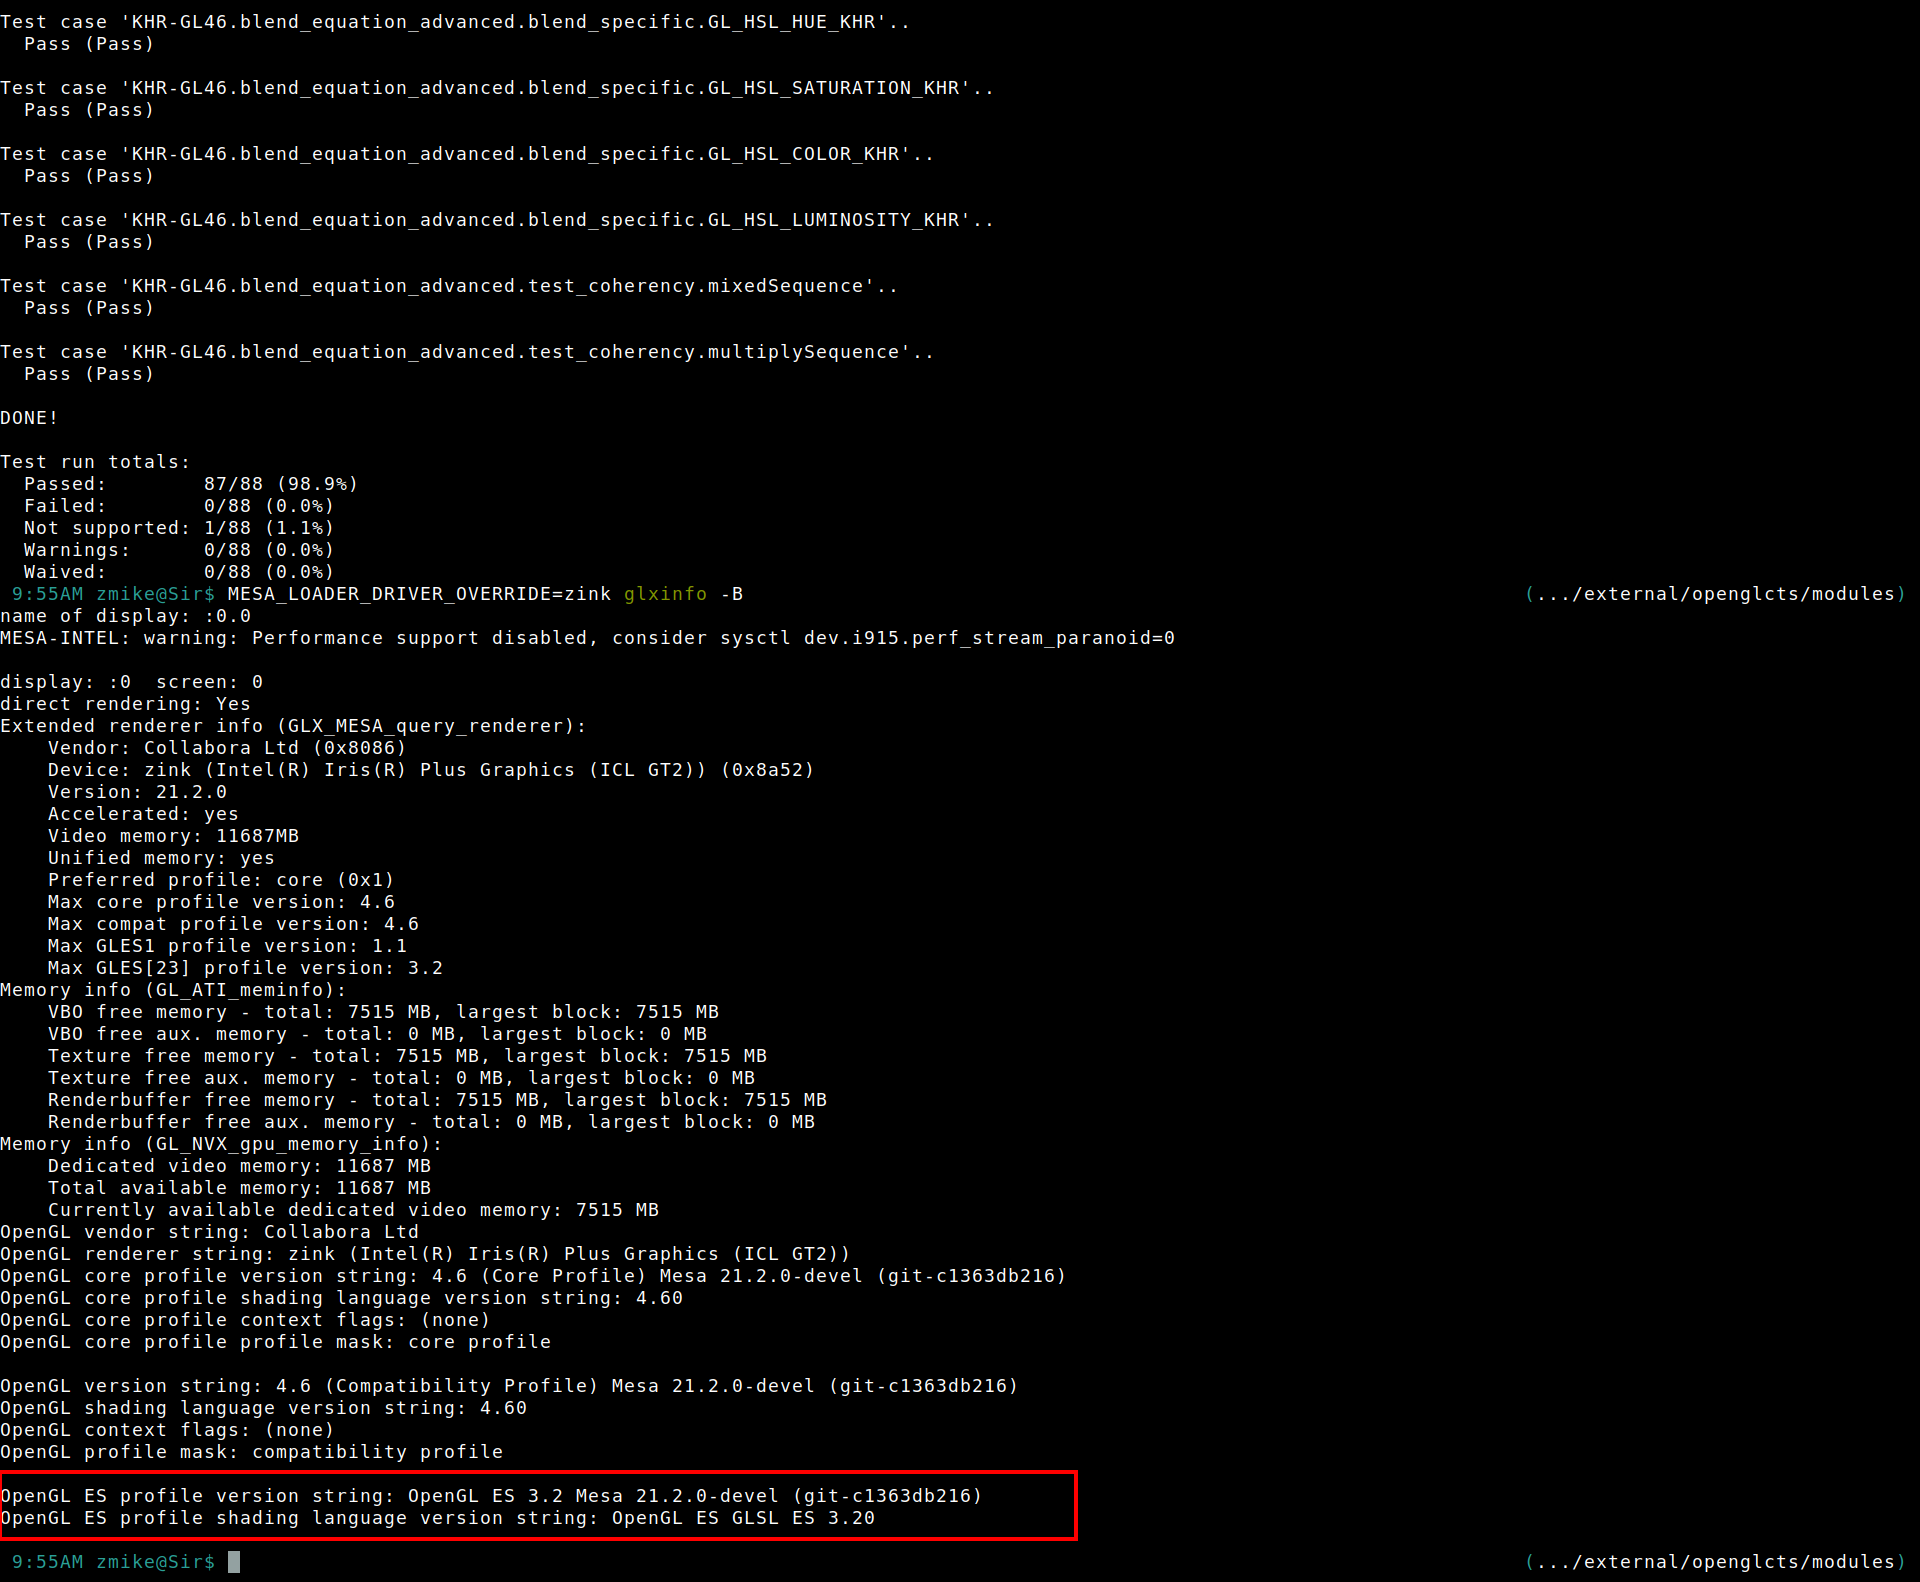 Test case 'KHR-GL46.blend_equation_advanced.blend_specific.GL_HSL_HUE_KHR'..
  Pass (Pass)

Test case 'KHR-GL46.blend_equation_advanced.blend_specific.GL_HSL_SATURATION_KHR'..
  Pass (Pass)

Test case 'KHR-GL46.blend_equation_advanced.blend_specific.GL_HSL_COLOR_KHR'..
  Pass (Pass)

Test case 'KHR-GL46.blend_equation_advanced.blend_specific.GL_HSL_LUMINOSITY_KHR'..
  Pass (Pass)

Test case 'KHR-GL46.blend_equation_advanced.test_coherency.mixedSequence'..
  Pass (Pass)

Test case 'KHR-GL46.blend_equation_advanced.test_coherency.multiplySequence'..
  Pass (Pass)

DONE!

Test run totals:
  Passed:        87/88 (98.9%)
  Failed:        0/88 (0.0%)
  Not supported: 1/88 (1.1%)
  Warnings:      0/88 (0.0%)
  Waived:        0/88 (0.0%)
 9:55AM zmike@Sir$ MESA_LOADER_DRIVER_OVERRIDE=zink glxinfo -B (.../external/openglcts/modules)
name of display: :0.0
MESA-INTEL: warning: Performance support disabled, consider sysctl dev.i915.perf_stream_paranoid=0

display: :0  screen: 0
direct rendering: Yes
Extended renderer info (GLX_MESA_query_renderer):
    Vendor: Collabora Ltd (0x8086)
    Device: zink (Intel(R) Iris(R) Plus Graphics (ICL GT2)) (0x8a52)
    Version: 21.2.0
    Accelerated: yes
    Video memory: 11687MB
    Unified memory: yes
    Preferred profile: core (0x1)
    Max core profile version: 4.6
    Max compat profile version: 4.6
    Max GLES1 profile version: 1.1
    Max GLES[23] profile version: 3.2
Memory info (GL_ATI_meminfo):
    VBO free memory - total: 7515 MB, largest block: 7515 MB
    VBO free aux. memory - total: 0 MB, largest block: 0 MB
    Texture free memory - total: 7515 MB, largest block: 7515 MB
    Texture free aux. memory - total: 0 MB, largest block: 0 MB
    Renderbuffer free memory - total: 7515 MB, largest block: 7515 MB
    Renderbuffer free aux. memory - total: 0 MB, largest block: 0 MB
Memory info (GL_NVX_gpu_memory_info):
    Dedicated video memory: 11687 MB
    Total available memory: 11687 MB
    Currently available dedicated video memory: 7515 MB
OpenGL vendor string: Collabora Ltd
OpenGL renderer string: zink (Intel(R) Iris(R) Plus Graphics (ICL GT2))
OpenGL core profile version string: 4.6 (Core Profile) Mesa 21.2.0-devel (git-c1363db216)
OpenGL core profile shading language version string: 4.60
OpenGL core profile context flags: (none)
OpenGL core profile profile mask: core profile

OpenGL version string: 4.6 (Compatibility Profile) Mesa 21.2.0-devel (git-c1363db216)
OpenGL shading language version string: 4.60
OpenGL context flags: (none)
OpenGL profile mask: compatibility profile

OpenGL ES profile version string: OpenGL ES 3.2 Mesa 21.2.0-devel (git-c1363db216)
OpenGL ES profile shading language version string: OpenGL ES GLSL ES 3.20

 9:55AM zmike@Sir$ (.../external/openglcts/modules)